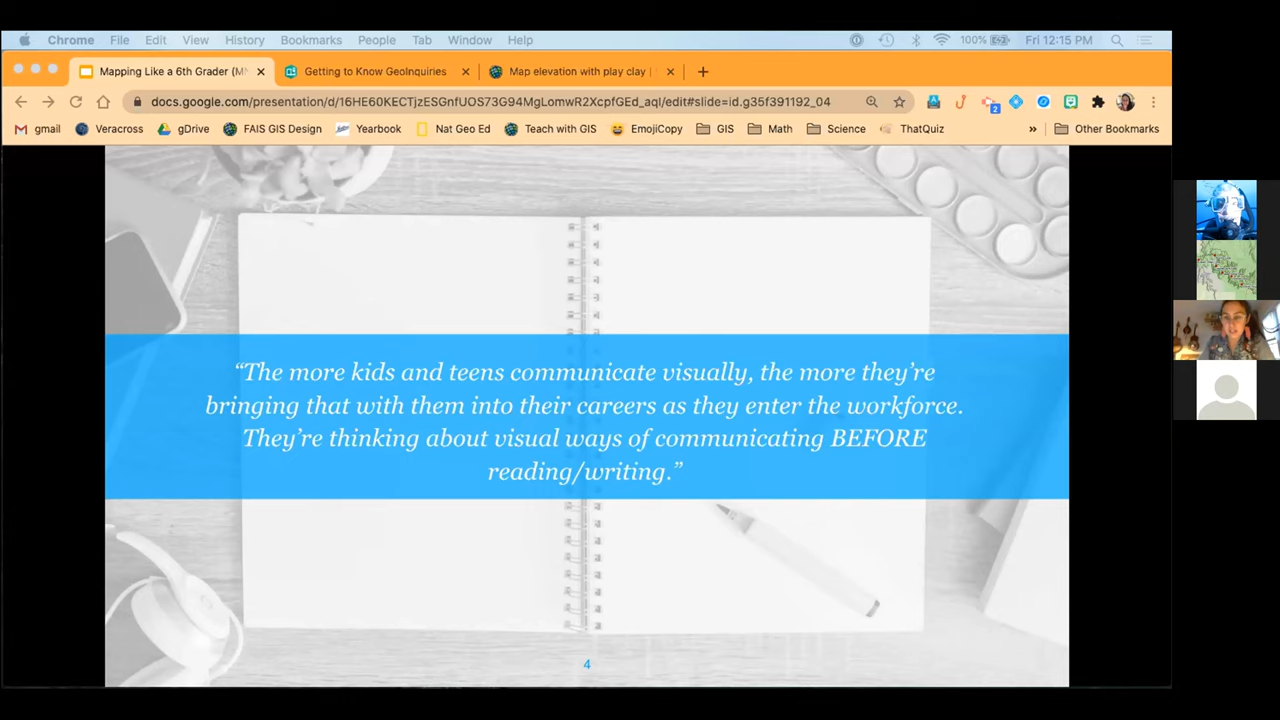 Chrome File Edit View History Bookmarks People Tab Window Help 100% Fri 12:15 PM
Mapping Like a 6th Grader (MN Getting to Know GeoInquiries Map elevation with play clay |
docs.google.com/presentation/d/16HE60KECTjzESGnfUOS73G94MgLomwR2XcpfGEd_aqI/edit#slide=id.g35f391192_04 2
gmail Veracross gDrive FAIS GIS Design Yearbook Nat Geo Ed Teach with GIS EmojiCopy GIS Math Science ThatQuiz » Other Bookmarks
“The more kids and teens communicate visually, the more they’re
bringing that with them into their careers as they enter the workforce.
They’re thinking about visual ways of communicating BEFORE
reading/writing.”
4